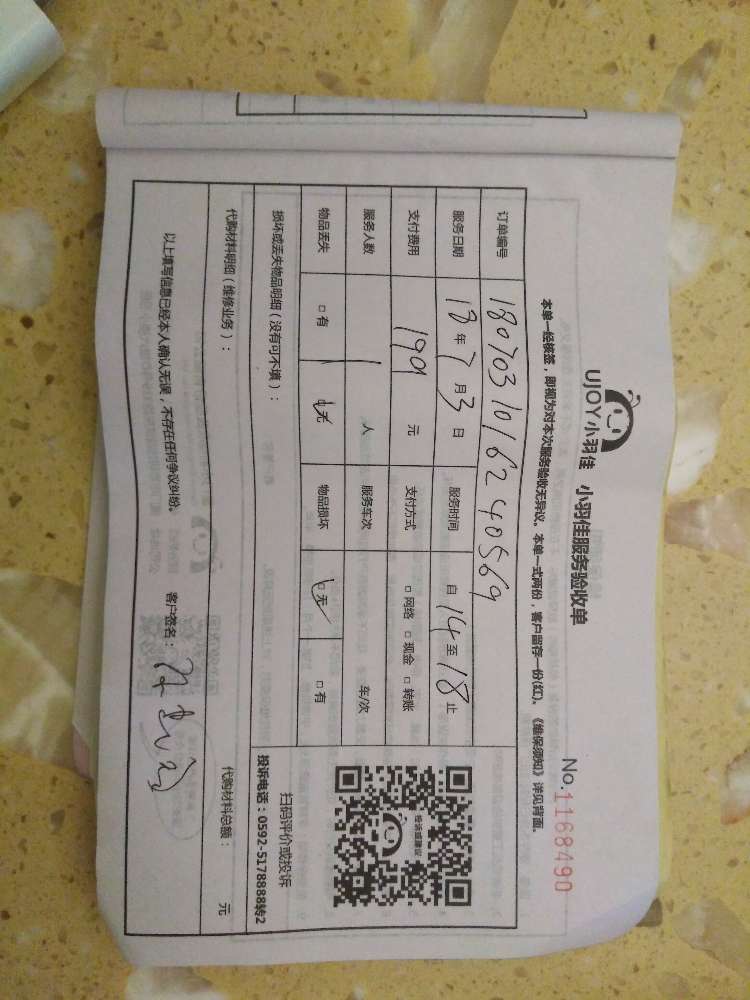 UJOY小羽佳 小羽佳服务验收单
No.1168490
本单一经核签，即视为对本次服务验收无异议。本单一式两份，客户留存一份(红)。《维保须知》详见背面。
订单编号 1807031016240569
服务日期 18年7月3日 服务时间 自14至18止
支付费用 190元 支付方式 □网络 □现金 □转账
服务人数 1人 服务车次 车/次
物品丢失 □有 □无 物品损坏 □无 □有
损坏或丢失物品明细（没有可不填）：
扫码评价或投诉
投诉电话：0592-5178888转2
代购材料明细（维修业务）： 代购材料总额： 元
以上填写信息已经本人确认无误，不存在任何争议纠纷。 客户签名：